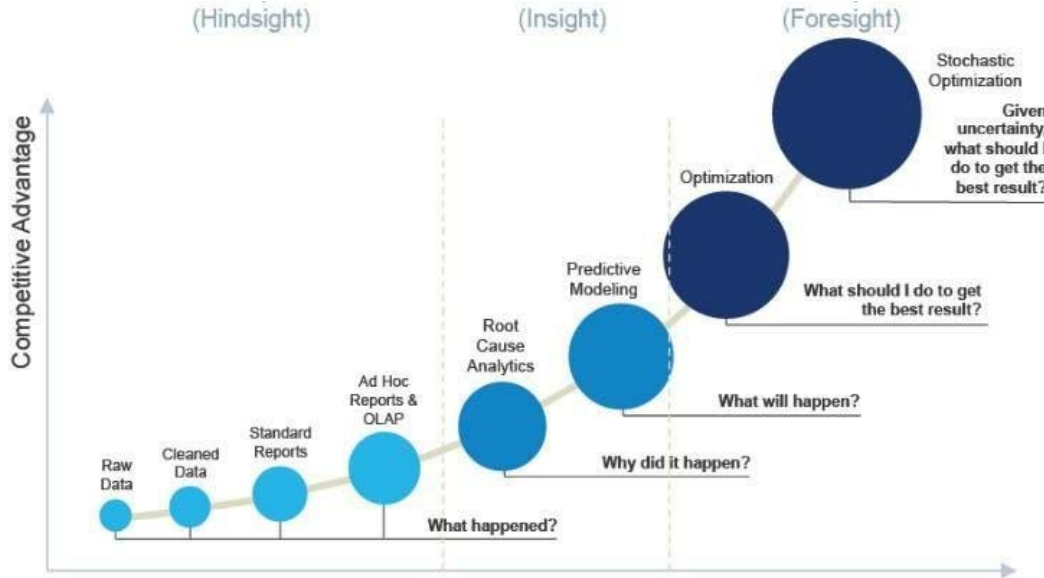 (Hindsight)
(Insight)
(Foresight)
Competitive Advantage
Raw
Data
Cleaned
Data
Standard
Reports
Ad Hoc
Reports &
OLAP
What happened?
Root
Cause
Analytics
Why did it happen?
Predictive
Modeling
What will happen?
Optimization
What should I do to get
the best result?
Stochastic
Optimization
Given
uncertainty,
what should I
do to get the
best result?